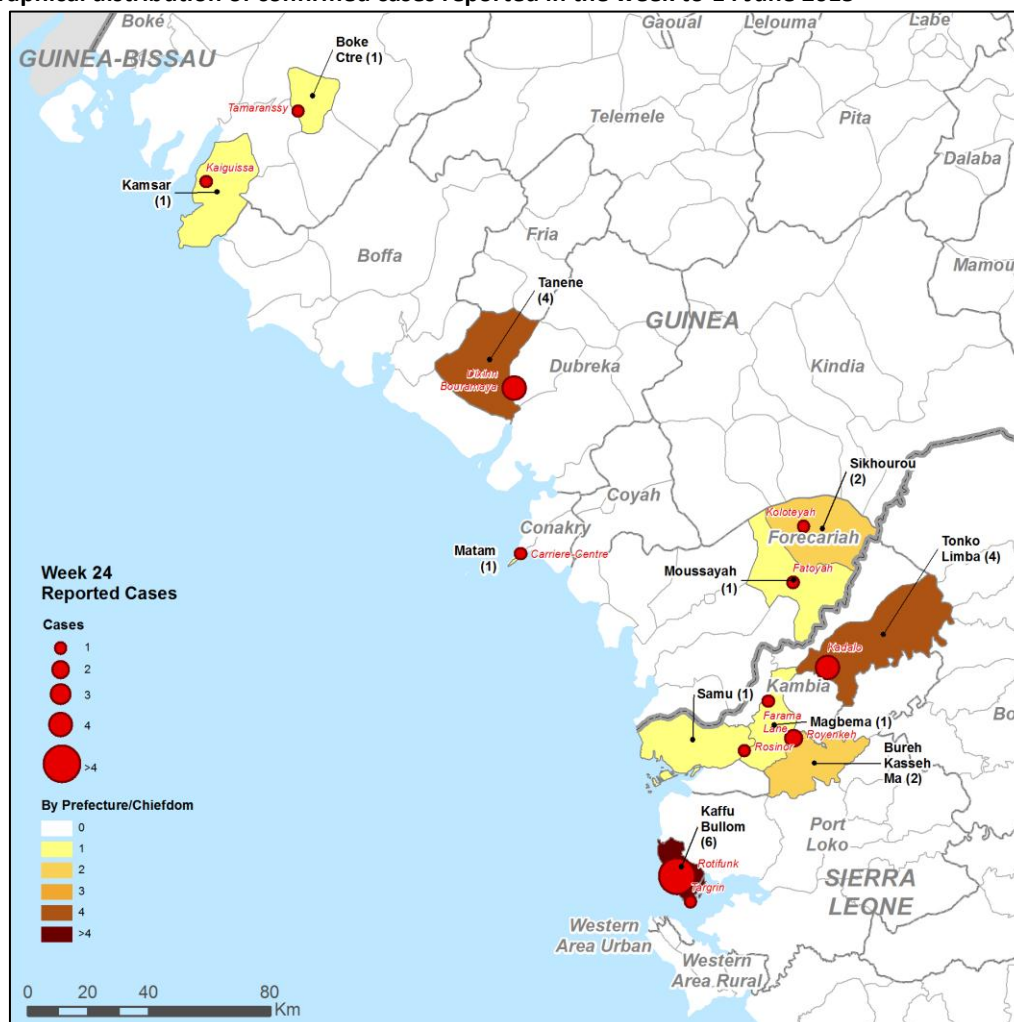 Boké
GUINEA-BISSAU
Boke
Ctre (1)
Tamaranssy
Gaoual
Lelouma
Labe
Telemele
Pita
Dalaba
Kaiguissa
Kamsar
(1)
Boffa
Fria
Mamou
Tanene
(4)
GUINEA
Kindia
Dubreka
Dixinn
Bouramaya
Sikhourou
(2)
Coyah
Koloteyah
Forecariah
Conakry
Carriere-Centre
Matam
(1)
Tonko
Limba (4)
Moussayah
(1)
Fatoyah
Week 24
Reported Cases
Cases
1
2
3
4
>4
By Prefecture/Chiefdom
0
1
2
3
4
>4
Kadalo
Kambia
Samu (1)
Farama
Lane
Magbema (1)
Royenkeh
Rosinor
Bureh
Kasseh
Ma (2)
Kaffu
Bullom
(6)
Port
Loko
Rotifunk
Targrin
SIERRA
LEONE
Western
Area Urban
Western
Area Rural
0 20 40 80
Km